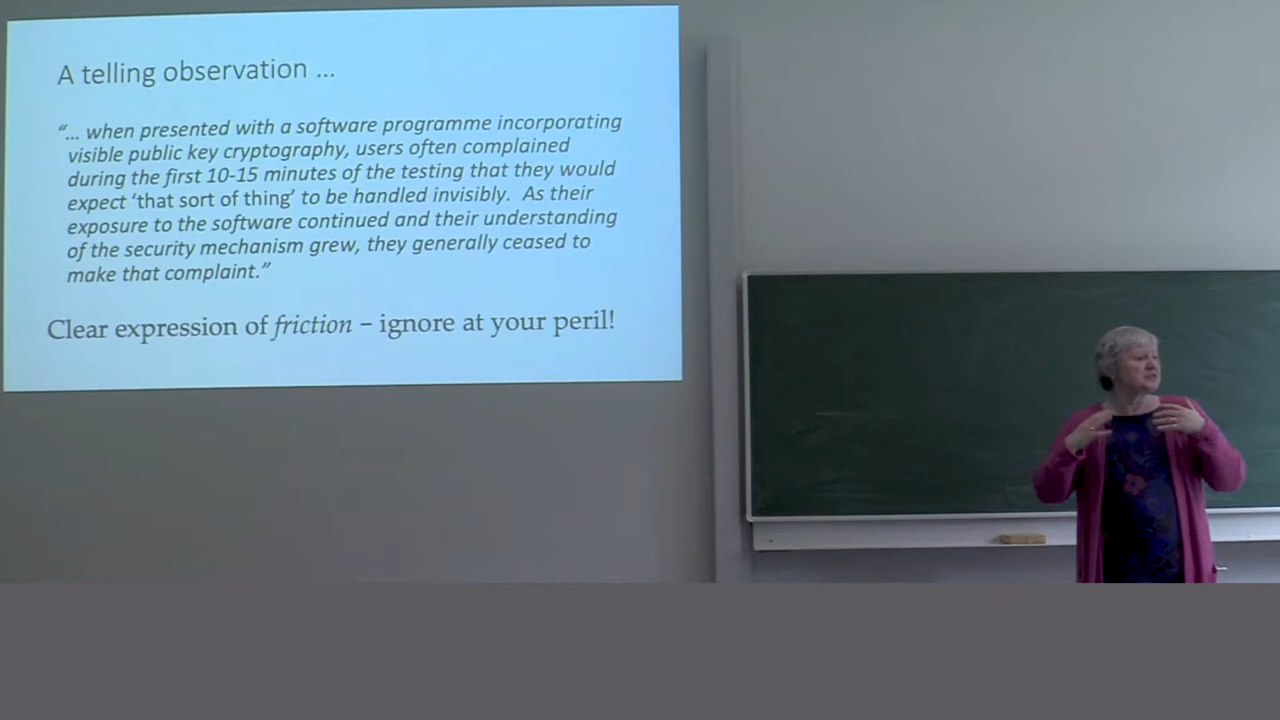 A telling observation ...
“... when presented with a software programme incorporating
visible public key cryptography, users often complained
during the first 10-15 minutes of the testing that they would
expect ‘that sort of thing’ to be handled invisibly.  As their
exposure to the software continued and their understanding
of the security mechanism grew, they generally ceased to
make that complaint.”
Clear expression of friction – ignore at your peril!